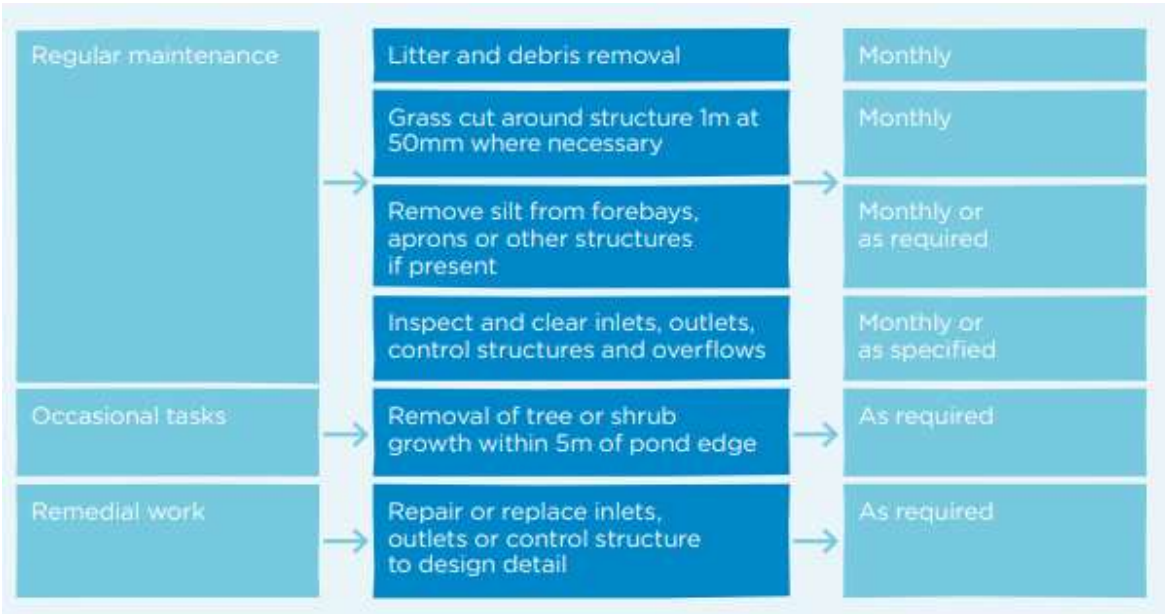 Regular maintenance
Litter and debris removal
Monthly
Grass cut around structure 1m at
50mm where necessary
Monthly
Remove silt from forebays,
aprons or other structures
if present
Monthly or
as required
Inspect and clear inlets, outlets,
control structures and overflows
Monthly or
as specified
Occasional tasks
Removal of tree or shrub
growth within 5m of pond edge
As required
Remedial work
Repair or replace inlets,
outlets or control structure
to design detail
As required